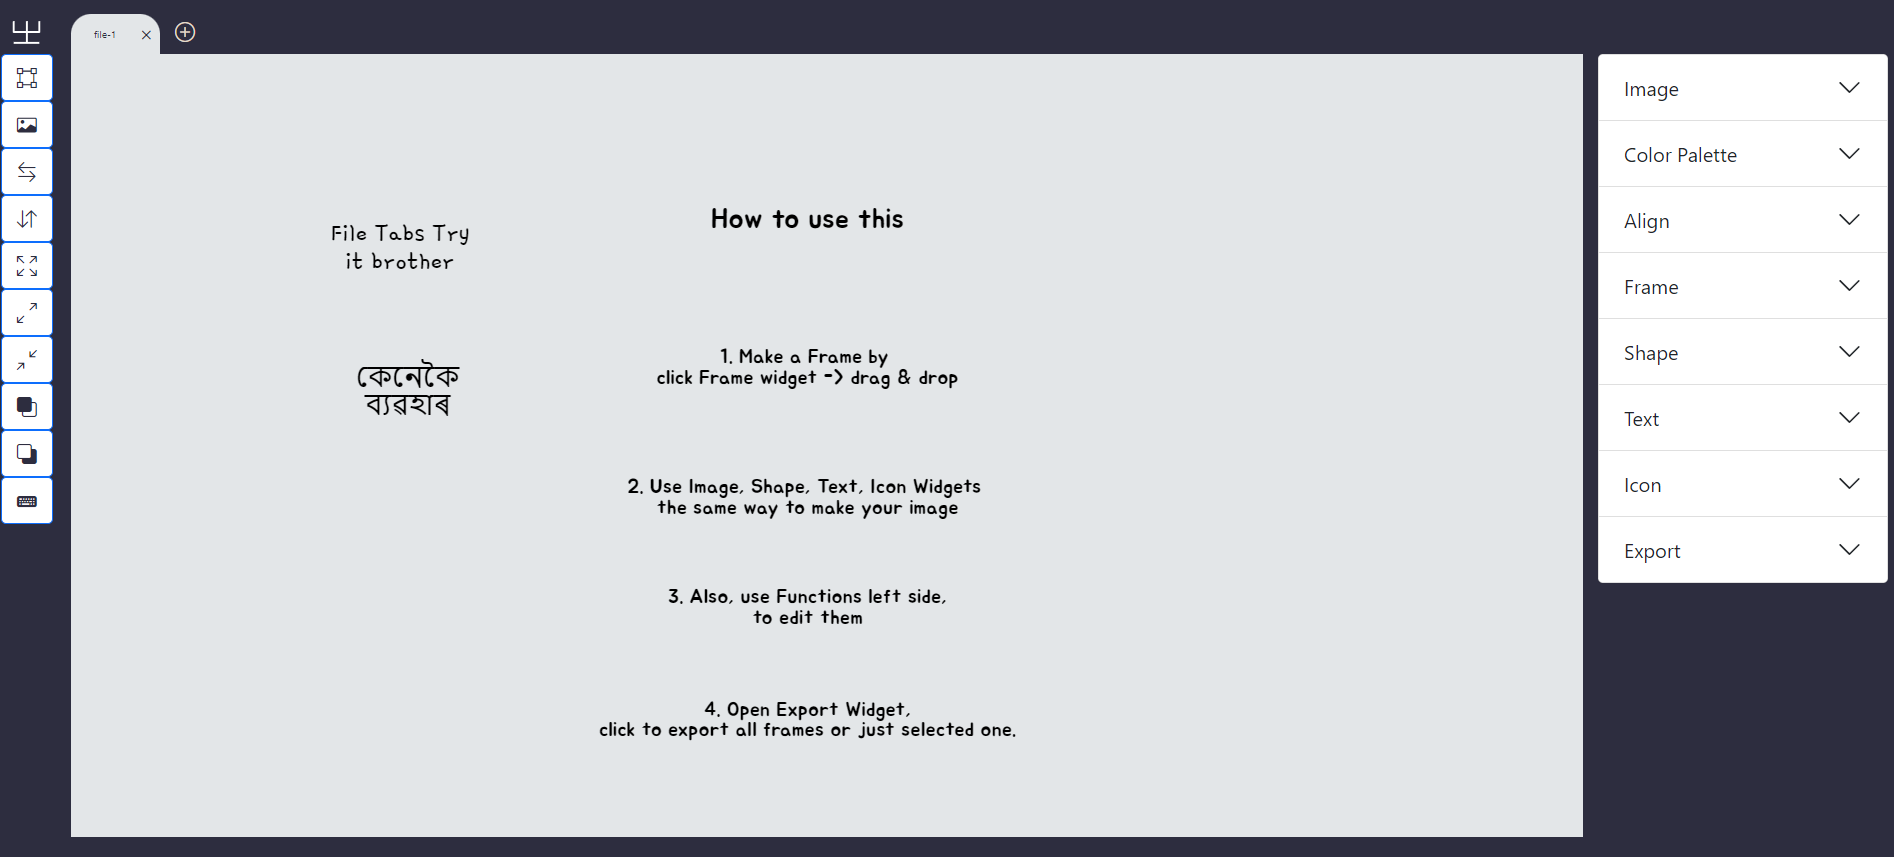 file-1
File Tabs Try
it brother
কেনেকৈ
ব্যৱহাৰ
How to use this
1. Make a Frame by
click Frame widget -> drag & drop
2. Use Image, Shape, Text, Icon Widgets
the same way to make your image
3. Also, use Functions left side,
to edit them
4. Open Export Widget,
click to export all frames or just selected one.
Image
Color Palette
Align
Frame
Shape
Text
Icon
Export